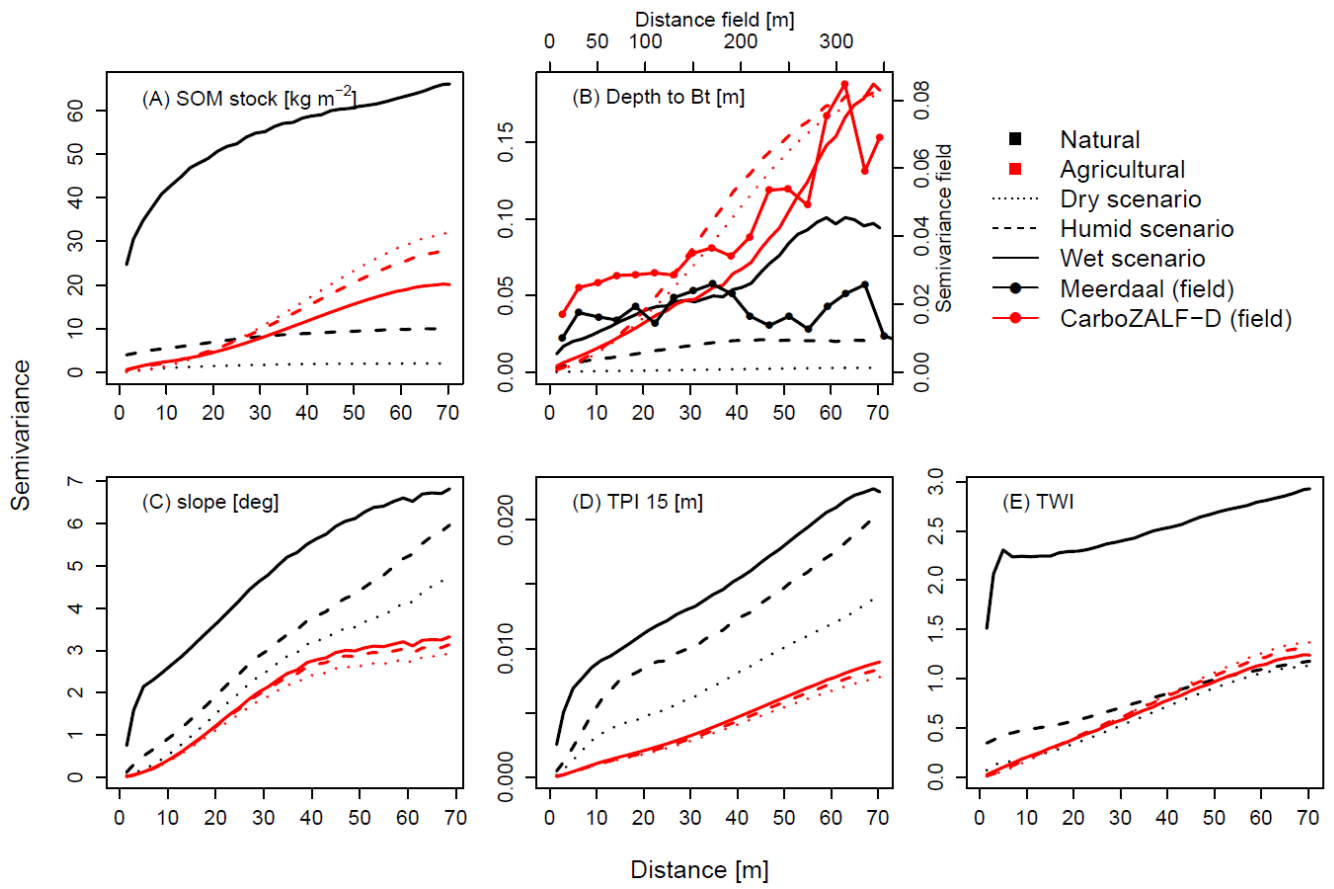 Distance field [m]
0 50 100 200 300
(A) SOM stock [kg m−2]
0 10 20 30 40 50 60
0 10 20 30 40 50 60 70
(B) Depth to Bt [m]
0.00 0.05 0.10 0.15
0 10 20 30 40 50 60 70
0.00 0.02 0.04 0.06 0.08
Semivariance field
Natural
Agricultural
Dry scenario
Humid scenario
Wet scenario
Meerdaal (field)
CarboZALF−D (field)
Semivariance
(C) slope [deg]
0 1 2 3 4 5 6 7
0 10 20 30 40 50 60 70
(D) TPI 15 [m]
0.000 0.010 0.020
0 10 20 30 40 50 60 70
(E) TWI
0.0 0.5 1.0 1.5 2.0 2.5 3.0
0 10 20 30 40 50 60 70
Distance [m]